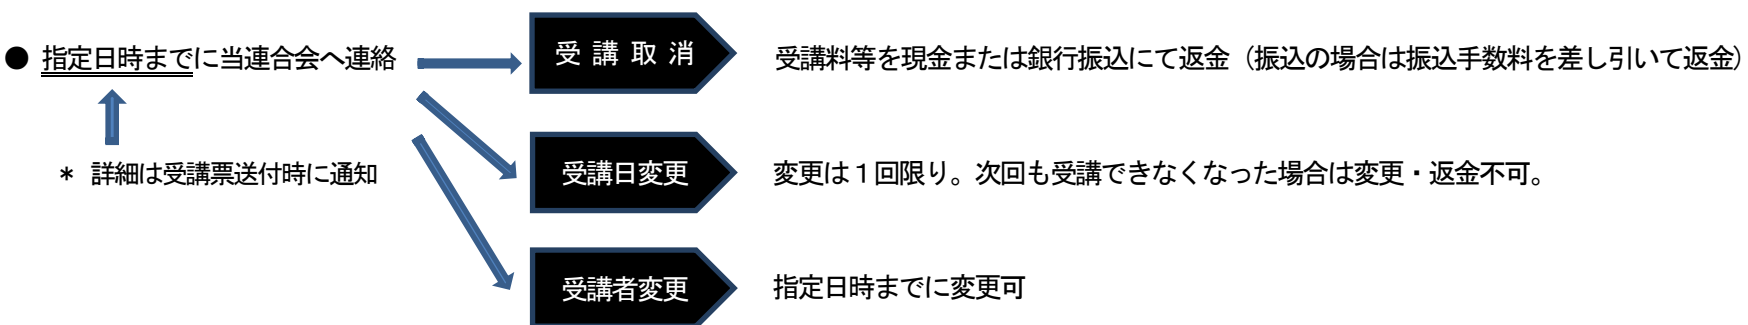 ● 指定日時までに当連合会へ連絡
受 講 取 消
受講料等を現金または銀行振込にて返金（振込の場合は振込手数料を差し引いて返金）
* 詳細は受講票送付時に通知
受講日変更
変更は１回限り。次回も受講できなくなった場合は変更・返金不可。
受講者変更
指定日時までに変更可